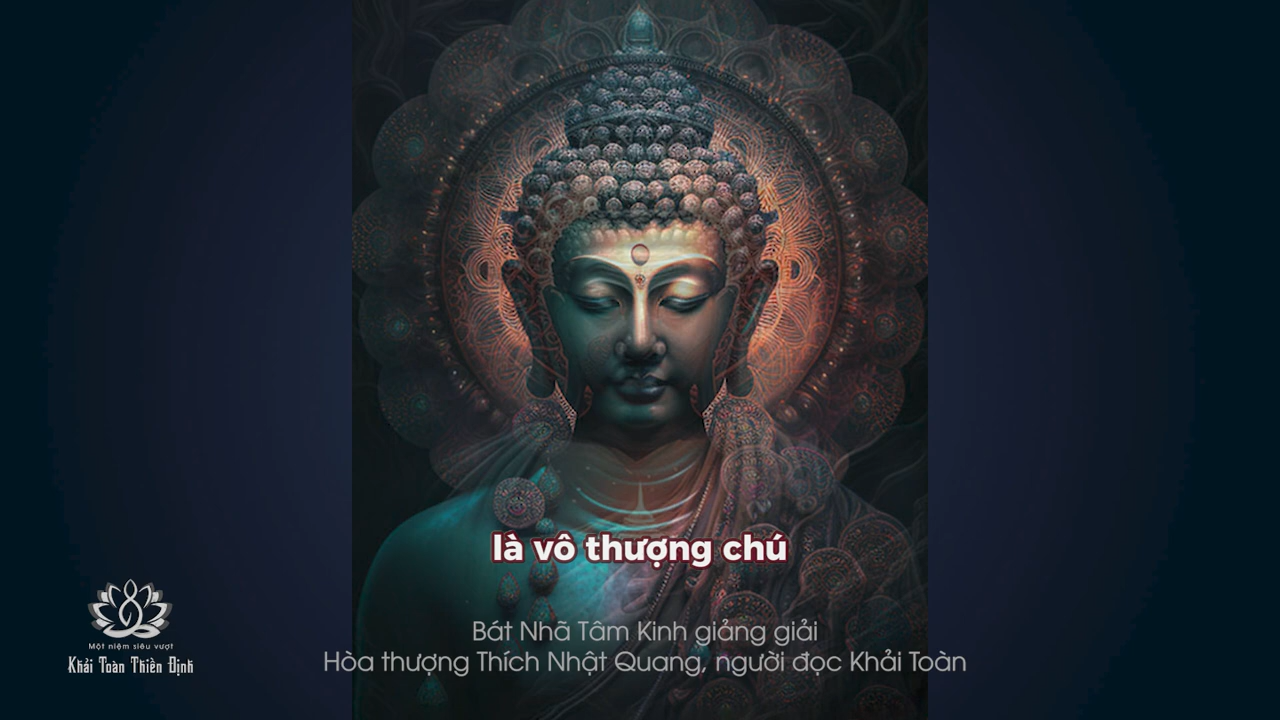 là vô thượng chú
Bát Nhã Tâm Kinh giảng giải
Hòa thượng Thích Nhật Quang, người đọc Khải Toàn
Một niệm siêu vượt
Khải Toàn Thiền Định